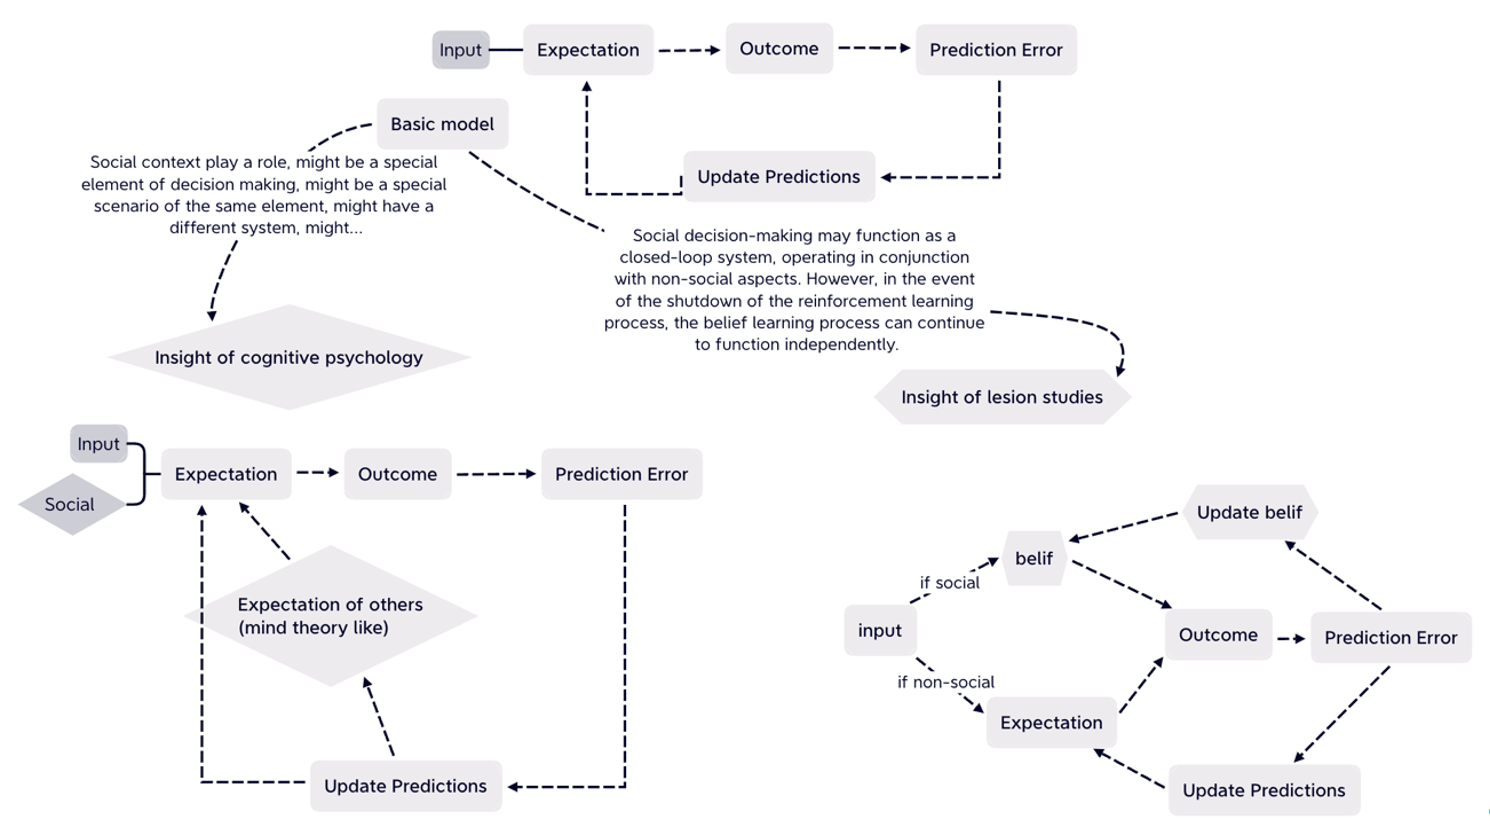 Input
Expectation
Outcome
Prediction Error
Basic model
Update Predictions
Social context play a role, might be a special
element of decision making, might be a special
scenario of the same element, might have a
different system, might...
Social decision-making may function as a
closed-loop system, operating in conjunction
with non-social aspects. However, in the event
of the shutdown of the reinforcement learning
process, the belief learning process can continue
to function independently.
Insight of cognitive psychology
Insight of lesion studies
Input
Social
Expectation
Outcome
Prediction Error
Expectation of others
(mind theory like)
Update Predictions
Update belif
belif
if social
input
if non-social
Outcome
Prediction Error
Expectation
Update Predictions